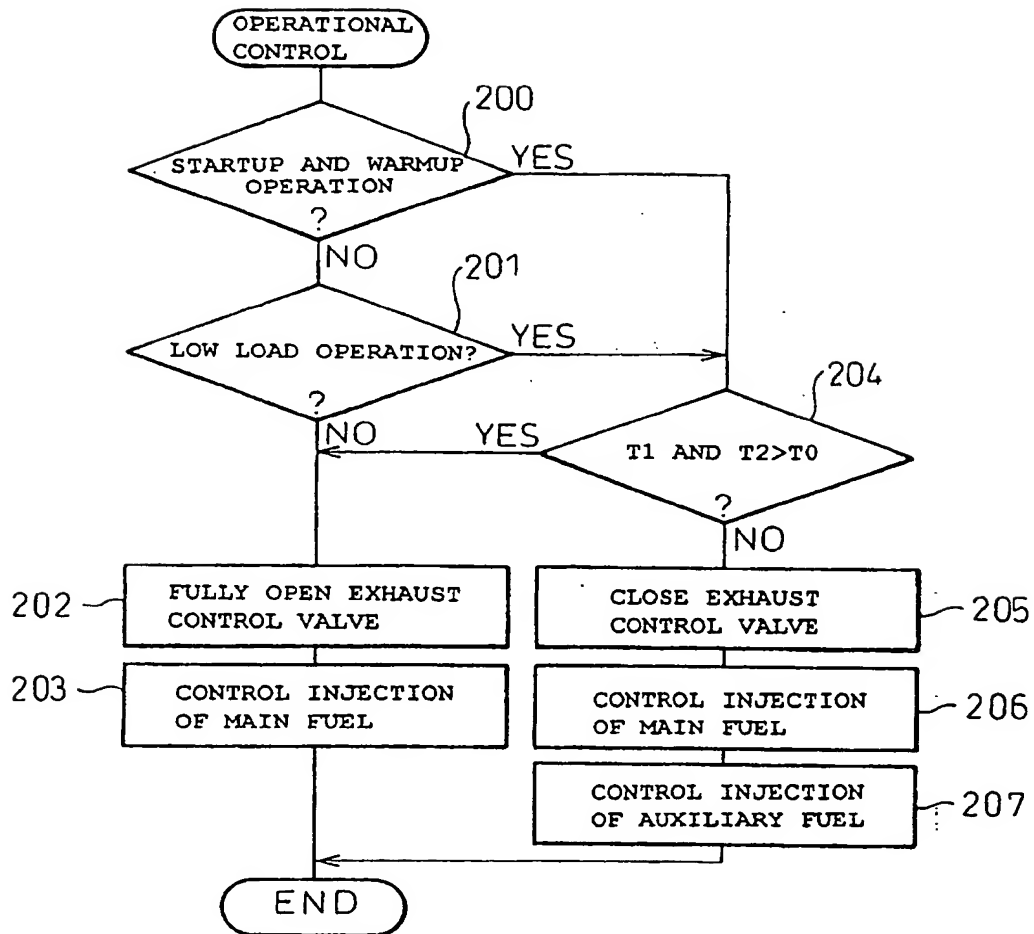 OPERATIONAL
CONTROL
200
STARTUP AND WARMUP
OPERATION
?
YES
NO
201
LOW LOAD OPERATION?
?
YES
NO
204
T1 AND T2>T0
?
YES
NO
202
FULLY OPEN EXHAUST
CONTROL VALVE
CLOSE EXHAUST
CONTROL VALVE
205
203
CONTROL INJECTION
OF MAIN FUEL
CONTROL INJECTION
OF MAIN FUEL
206
CONTROL INJECTION
OF AUXILIARY FUEL
207
END